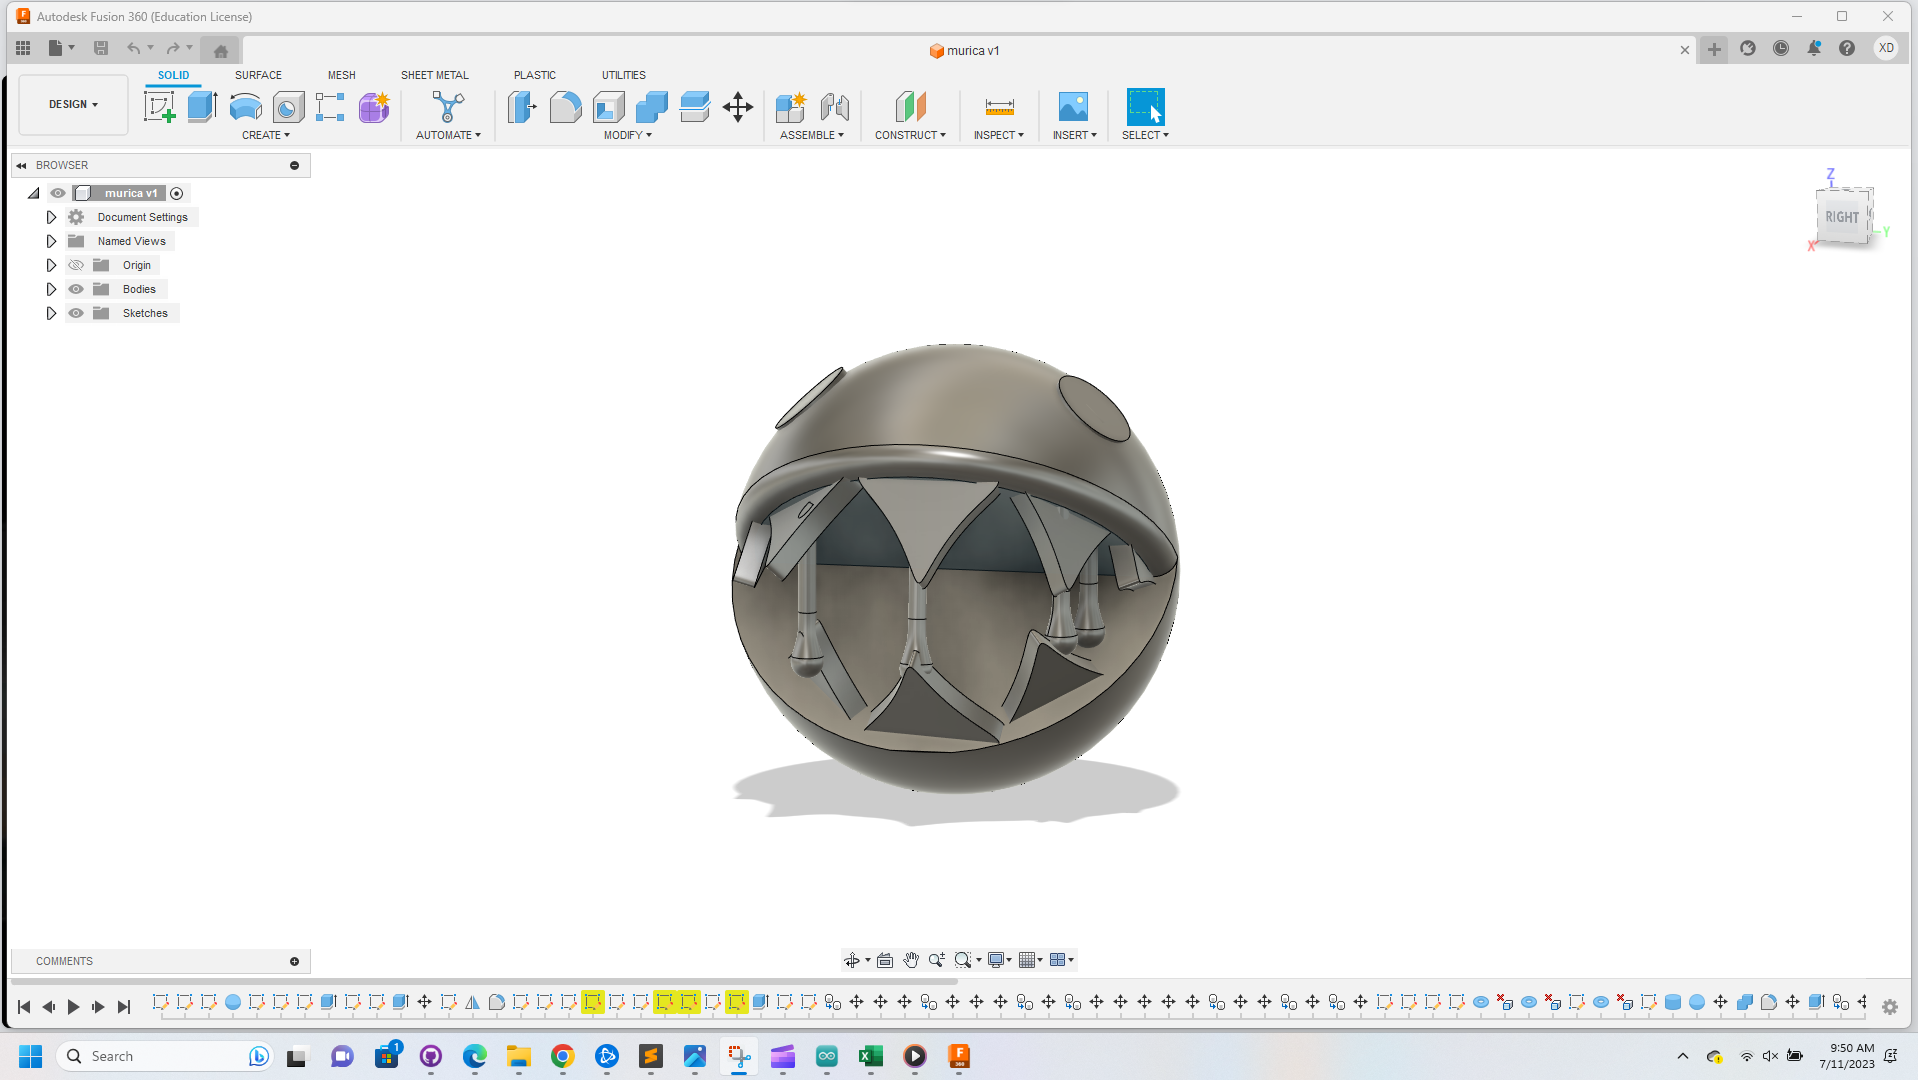 Autodesk Fusion 360 (Education License)
murica v1
XD
DESIGN
SOLID
SURFACE
MESH
SHEET METAL
PLASTIC
UTILITIES
CREATE
AUTOMATE
MODIFY
ASSEMBLE
CONSTRUCT
INSPECT
INSERT
SELECT
BROWSER
murica v1
Document Settings
Named Views
Origin
Bodies
Sketches
Z
RIGHT
Y
X
COMMENTS
Search
1
9:50 AM
7/11/2023